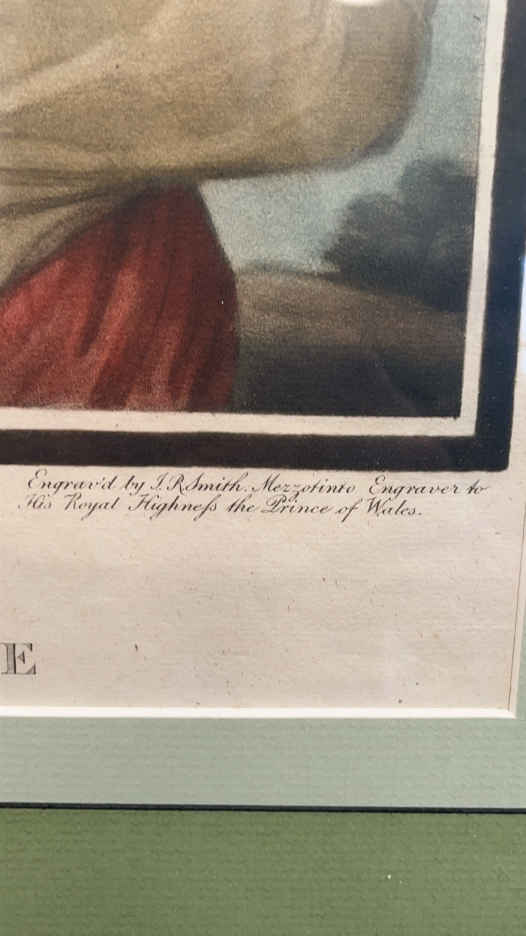 Engrav'd by J.R Smith. Mezzotinto Engraver to
His Royal Highneſs the Prince of Wales.
E